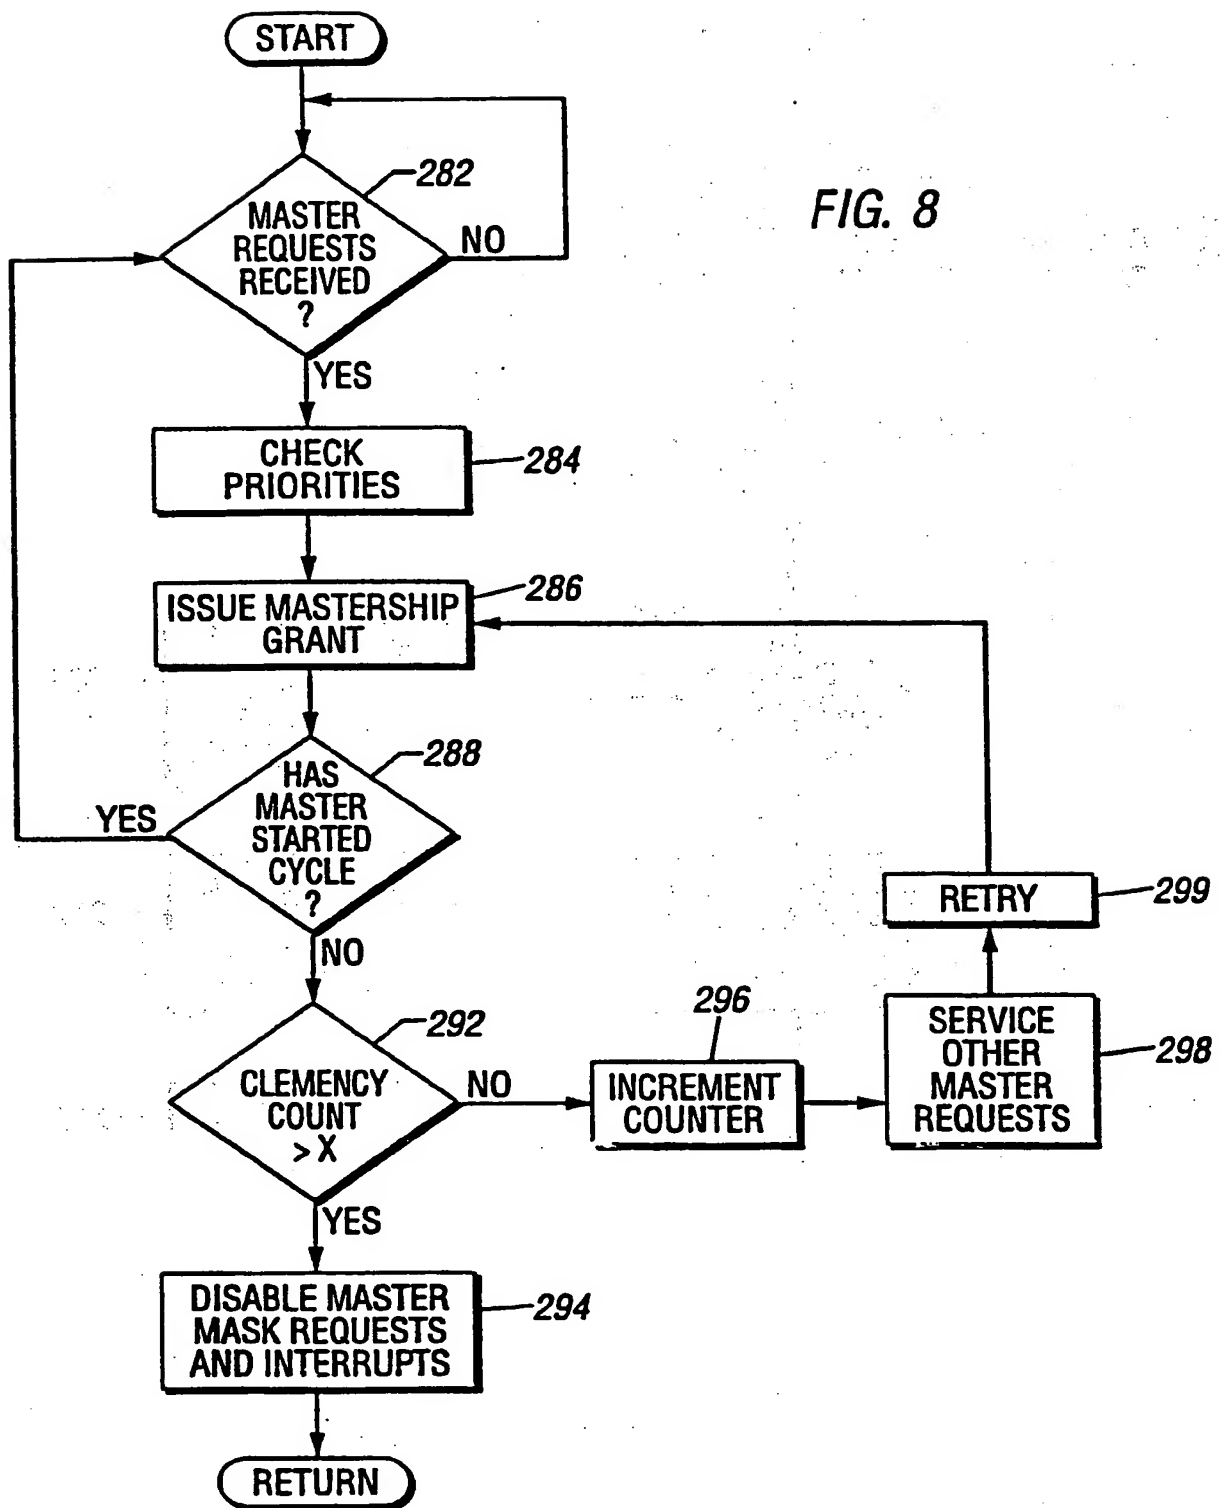 START
282
FIG. 8
MASTER
REQUESTS
RECEIVED
?
NO
YES
CHECK
PRIORITIES
284
ISSUE MASTERSHIP
GRANT
286
HAS
MASTER
STARTED
CYCLE
?
288
YES
NO
RETRY
299
CLEMENCY
COUNT
> X
292
NO
INCREMENT
COUNTER
296
SERVICE
OTHER
MASTER
REQUESTS
298
YES
DISABLE MASTER
MASK REQUESTS
AND INTERRUPTS
294
RETURN